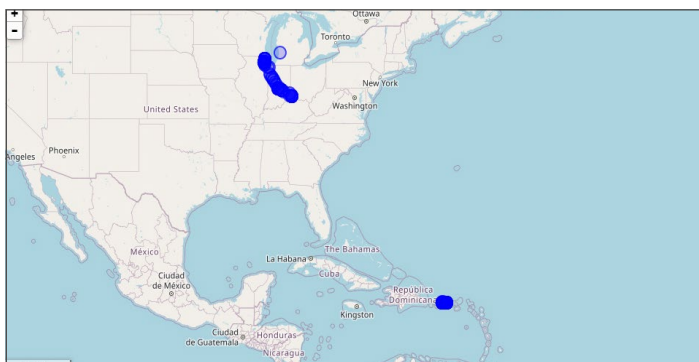 +
-
Ottawa
Toronto
New York
United States
Washington
Phoenix
Angeles
The Bahamas
La Habana
Cuba
México
Ciudad
de México
República
Dominicana
Kingston
Ciudad
de Guatemala
Honduras
Nicaragua